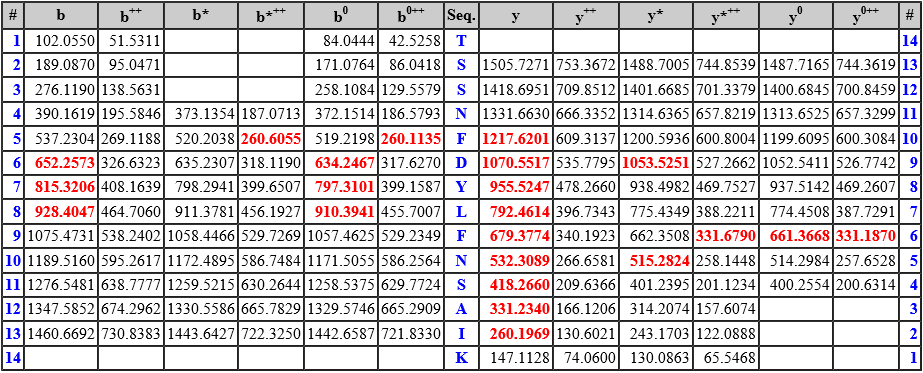 # b b++ b* b*++ b0 b0++ Seq. y y++ y* y*++ y0 y0++ #
1 102.0550 51.5311 84.0444 42.5258 T 14
2 189.0870 95.0471 171.0764 86.0418 S 1505.7271 753.3672 1488.7005 744.8539 1487.7165 744.3619 13
3 276.1190 138.5631 258.1084 129.5579 S 1418.6951 709.8512 1401.6685 701.3379 1400.6845 700.8459 12
4 390.1619 195.5846 373.1354 187.0713 372.1514 186.5793 N 1331.6630 666.3352 1314.6365 657.8219 1313.6525 657.3299 11
5 537.2304 269.1188 520.2038 260.6055 519.2198 260.1135 F 1217.6201 609.3137 1200.5936 600.8004 1199.6095 600.3084 10
6 652.2573 326.6323 635.2307 318.1190 634.2467 317.6270 D 1070.5517 535.7795 1053.5251 527.2662 1052.5411 526.7742 9
7 815.3206 408.1639 798.2941 399.6507 797.3101 399.1587 Y 955.5247 478.2660 938.4982 469.7527 937.5142 469.2607 8
8 928.4047 464.7060 911.3781 456.1927 910.3941 455.7007 L 792.4614 396.7343 775.4349 388.2211 774.4508 387.7291 7
9 1075.4731 538.2402 1058.4466 529.7269 1057.4625 529.2349 F 679.3774 340.1923 662.3508 331.6790 661.3668 331.1870 6
10 1189.5160 595.2617 1172.4895 586.7484 1171.5055 586.2564 N 532.3089 266.6581 515.2824 258.1448 514.2984 257.6528 5
11 1276.5481 638.7777 1259.5215 630.2644 1258.5375 629.7724 S 418.2660 209.6366 401.2395 201.1234 400.2554 200.6314 4
12 1347.5852 674.2962 1330.5586 665.7829 1329.5746 665.2909 A 331.2340 166.1206 314.2074 157.6074 3
13 1460.6692 730.8383 1443.6427 722.3250 1442.6587 721.8330 I 260.1969 130.6021 243.1703 122.0888 2
14 K 147.1128 74.0600 130.0863 65.5468 1